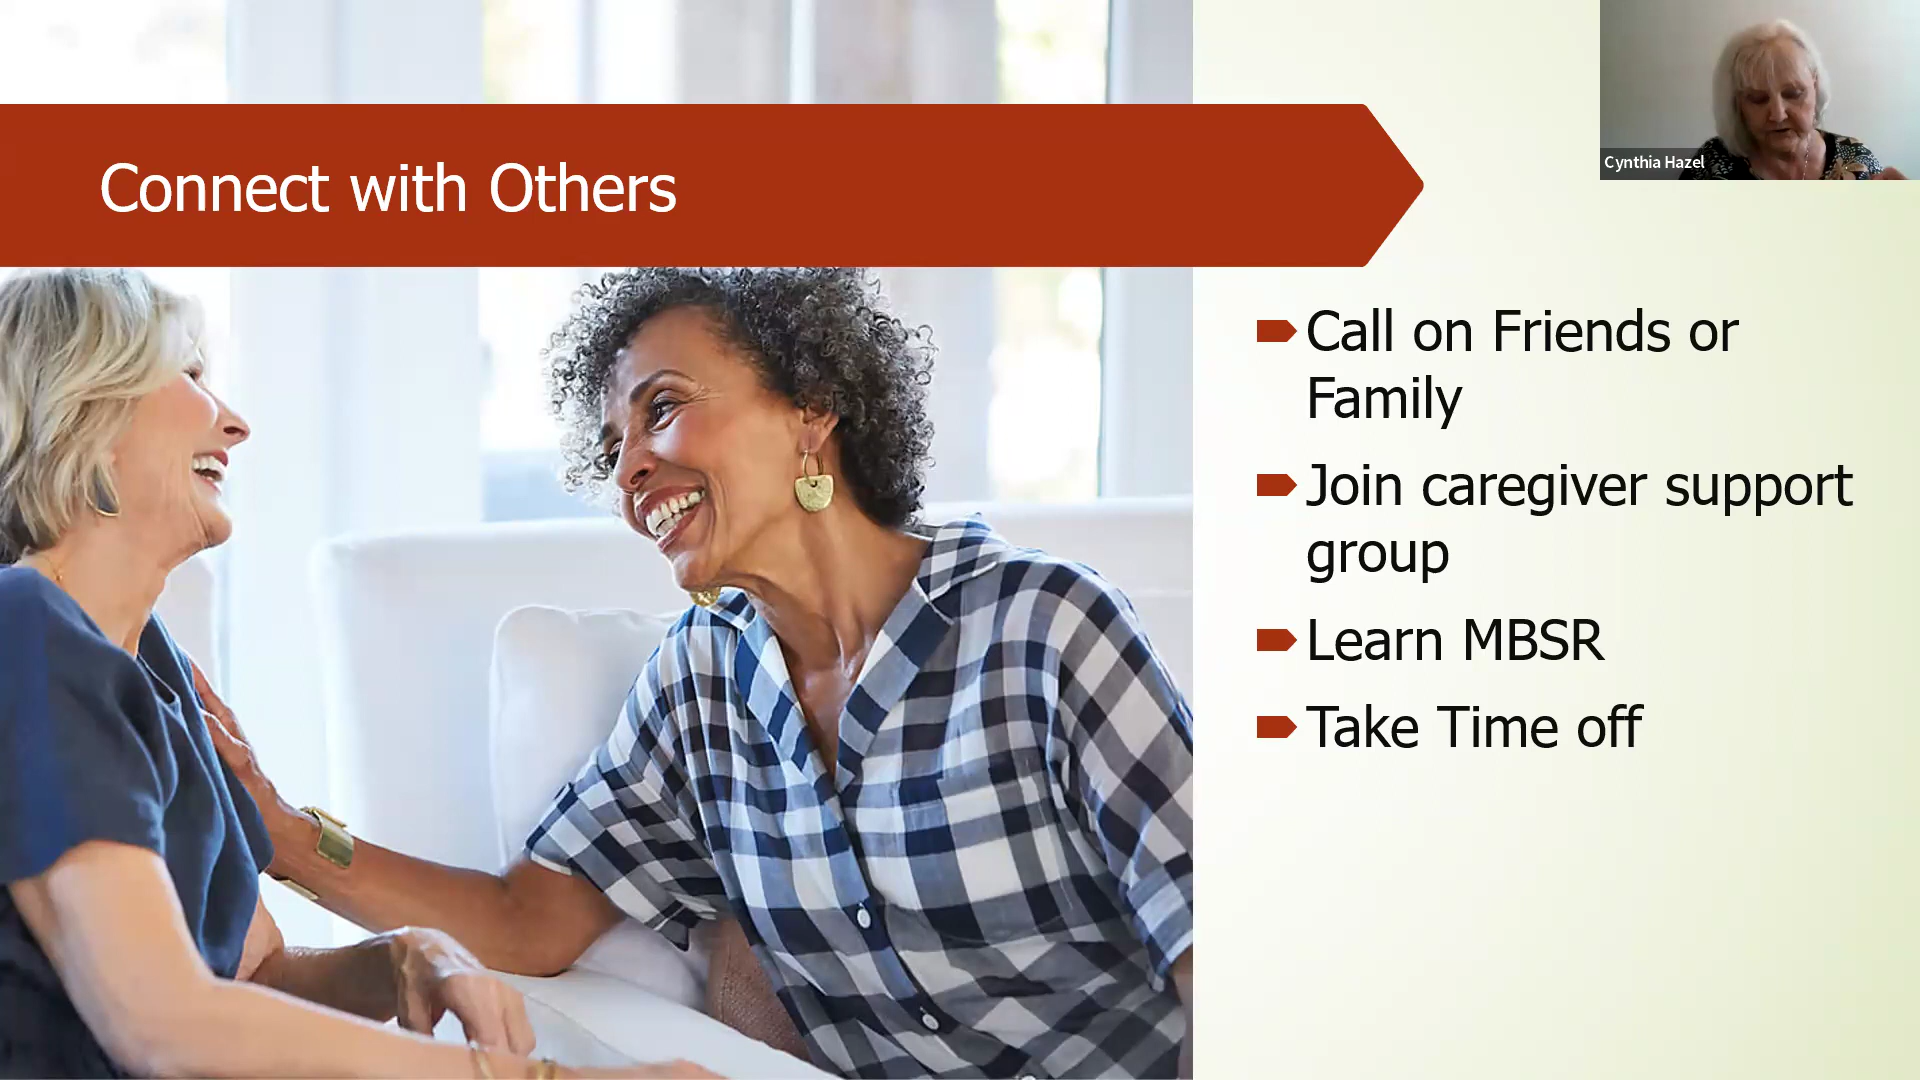 Connect with Others
Cynthia Hazel
Call on Friends or
Family
Join caregiver support
group
Learn MBSR
Take Time off